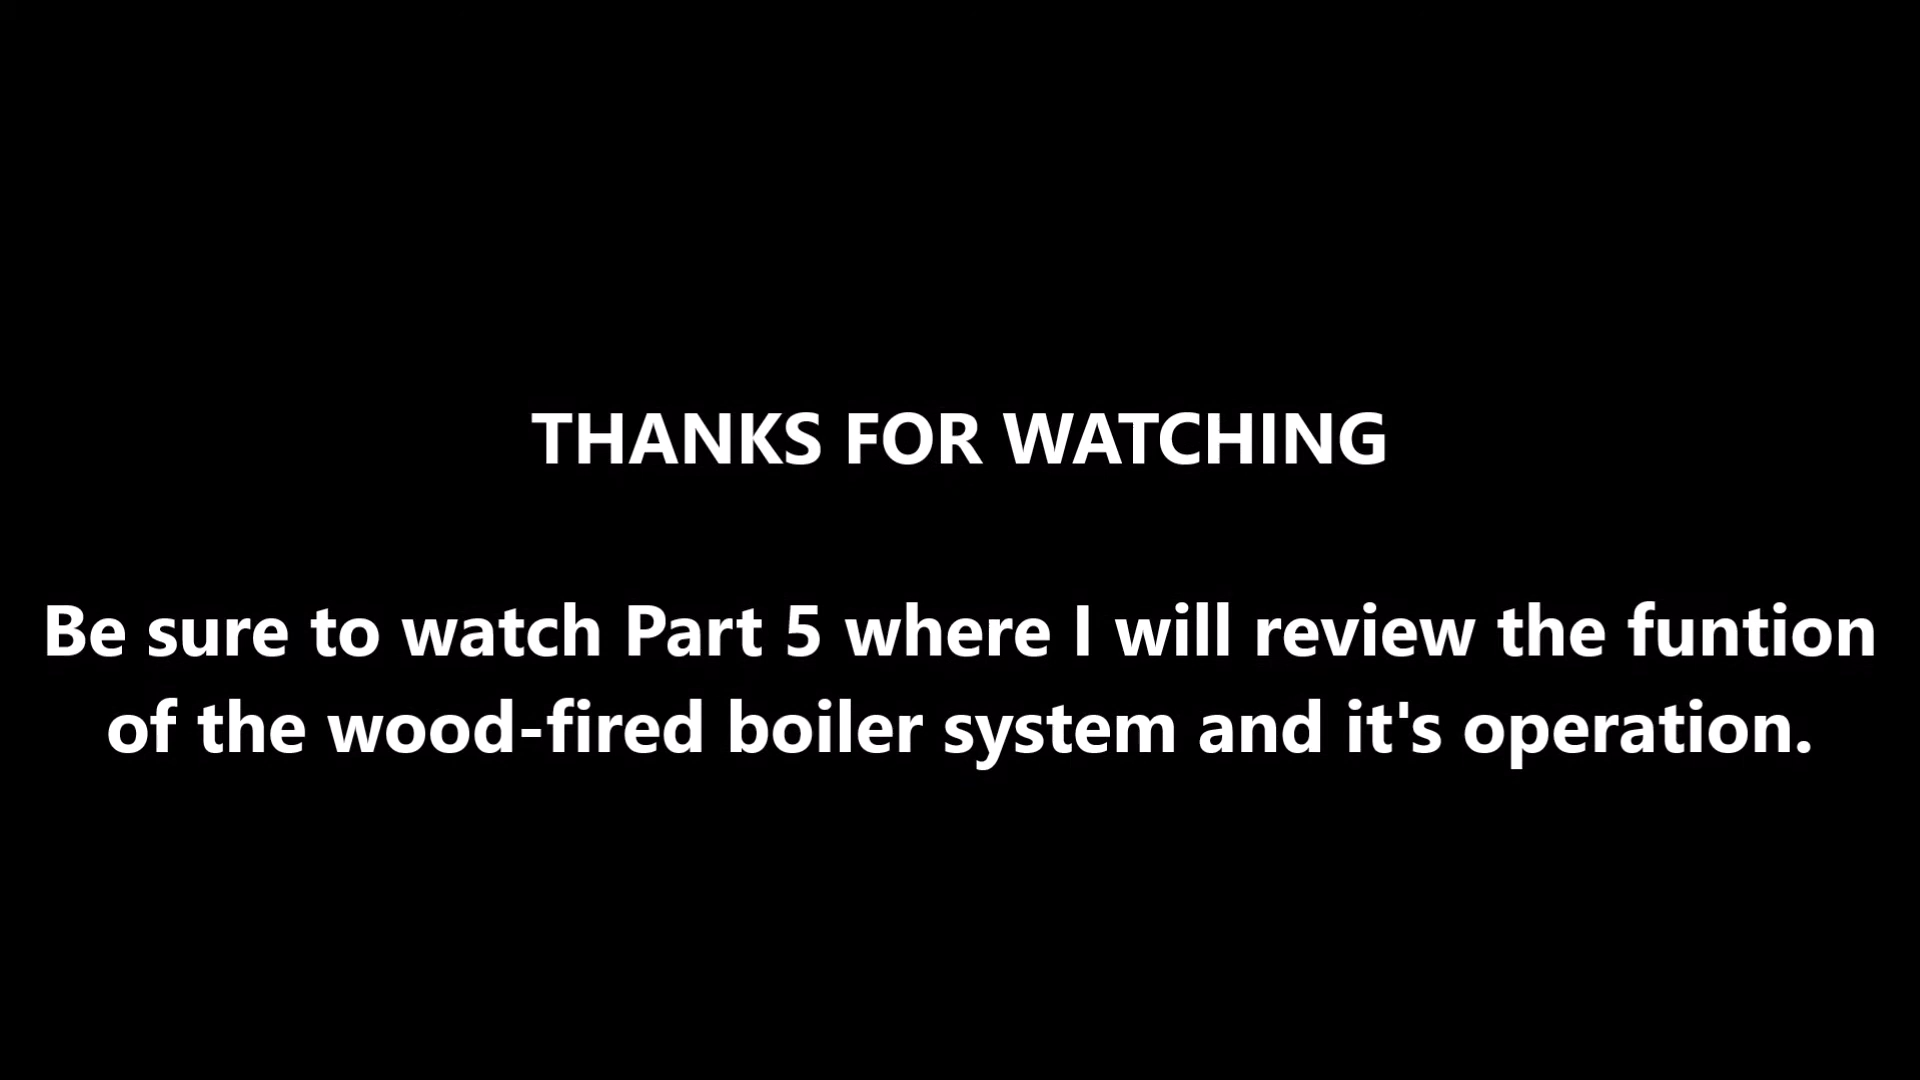 THANKS FOR WATCHING
Be sure to watch Part 5 where I will review the funtion
of the wood-fired boiler system and it's operation.